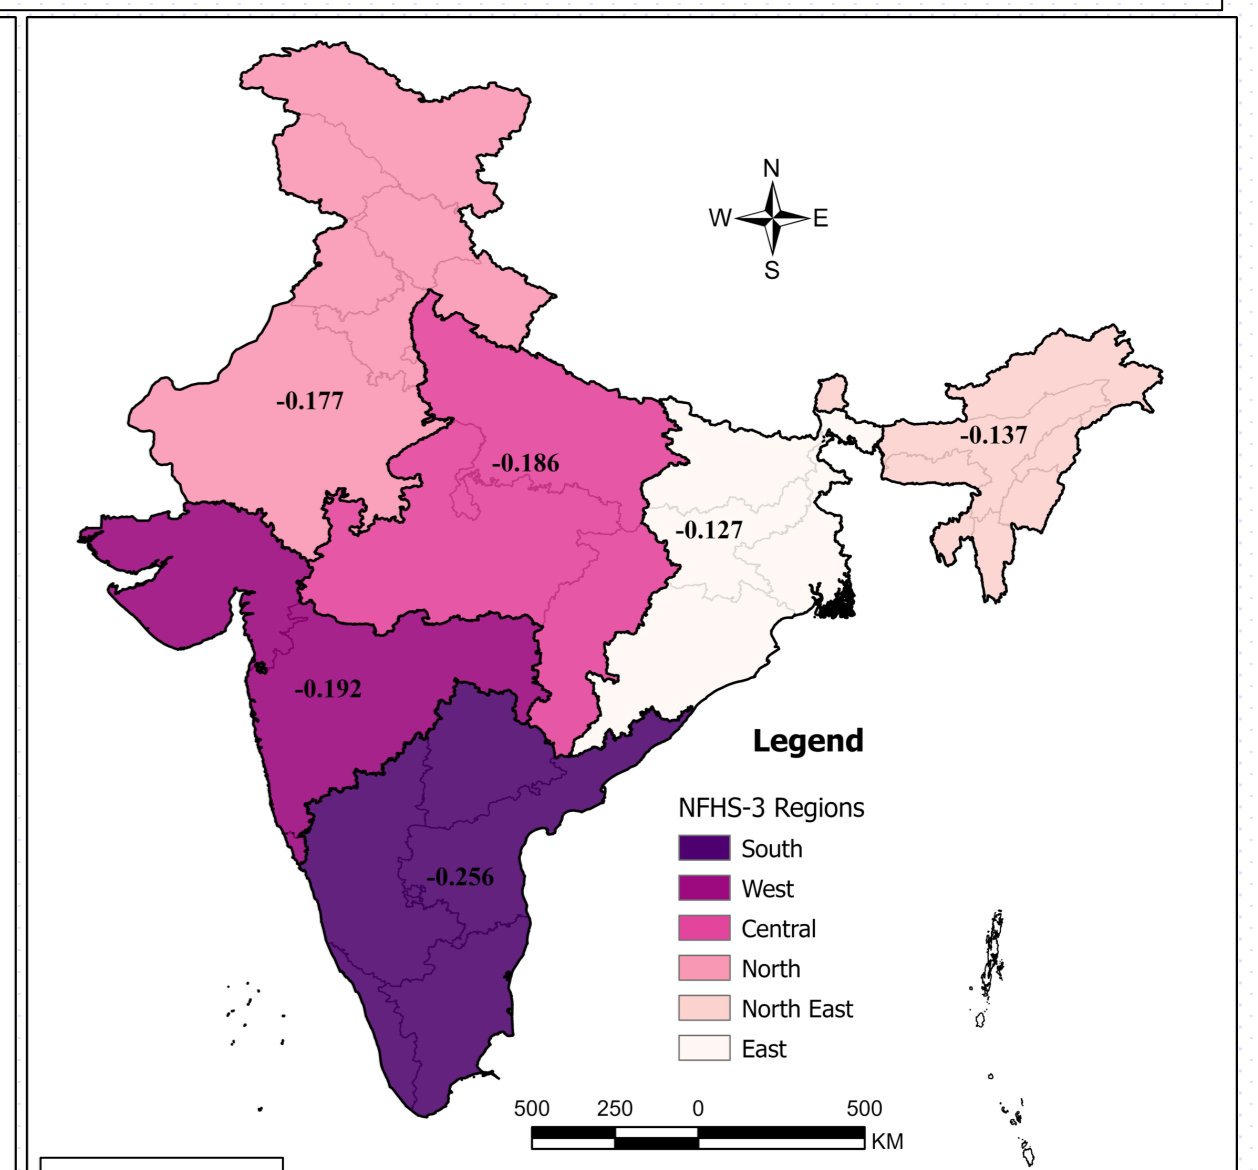 N
W E
S
-0.177
-0.186
-0.137
-0.127
-0.192
-0.256
Legend
NFHS-3 Regions
South
West
Central
North
North East
East
500 250 0 500
KM